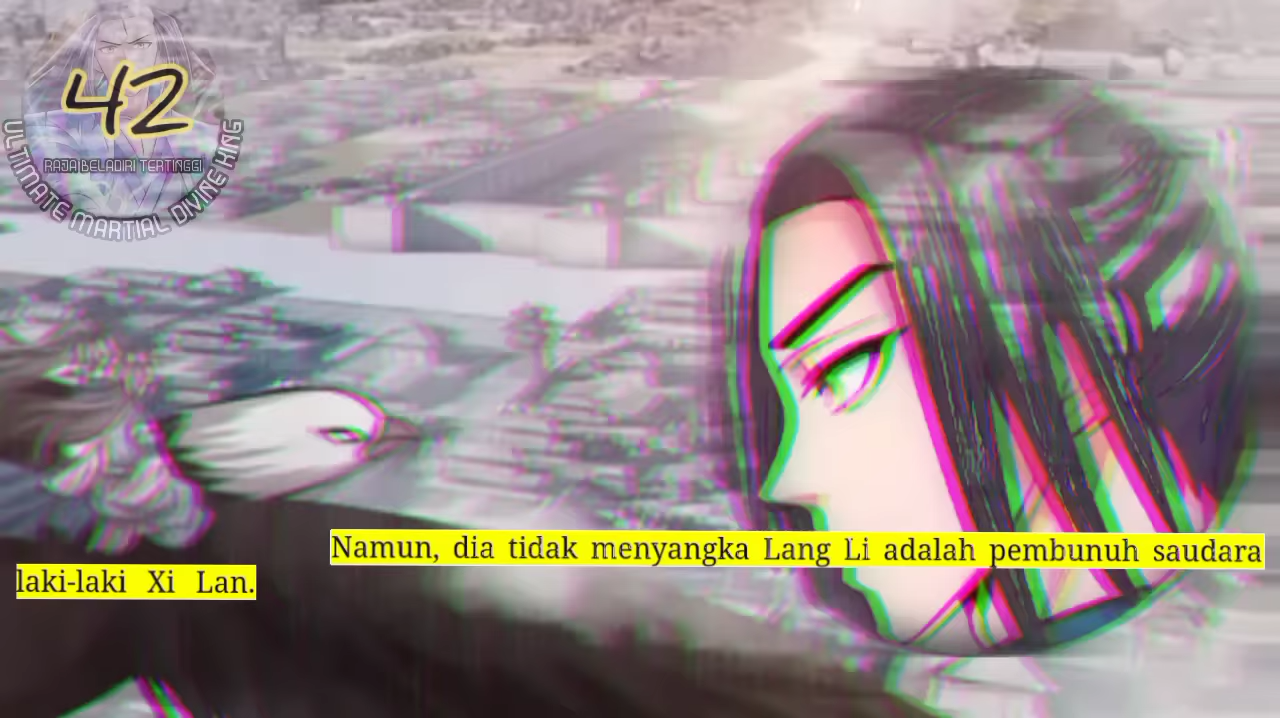 42
RAJA BELADIRI TERTINGGI
ULTIMATE MARTIAL DIVINE KING
Namun, dia tidak menyangka Lang Li adalah pembunuh saudara
laki-laki Xi Lan.